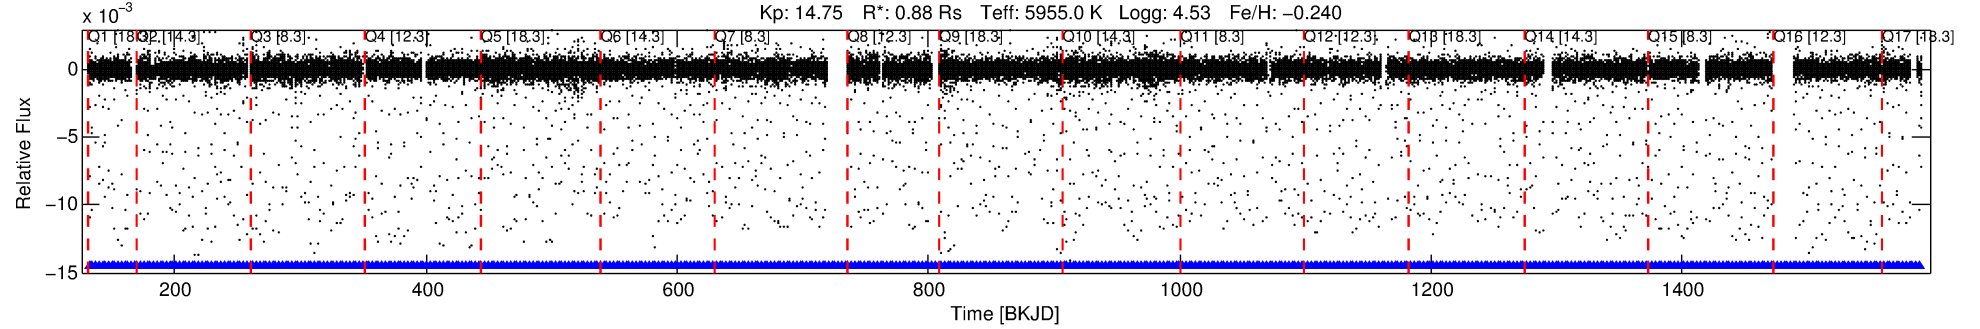 Kp: 14.75 R*: 0.88 Rs Teff: 5955.0 K Logg: 4.53 Fe/H: −0.240
x 10−3
Q3 [8.3] Q4 [12.3] Q5 [18.3] Q6 [14.3] Q7 [8.3] Q8 [12.3] Q9 [18.3] Q10 [14.3] Q11 [8.3] Q12 [12.3] Q13 [18.3] Q14 [14.3] Q15 [8.3] Q16 [12.3] Q17 [18.3]
0
−5
−10
−15
Relative Flux
200 400 600 800 1000 1200 1400
Time [BKJD]